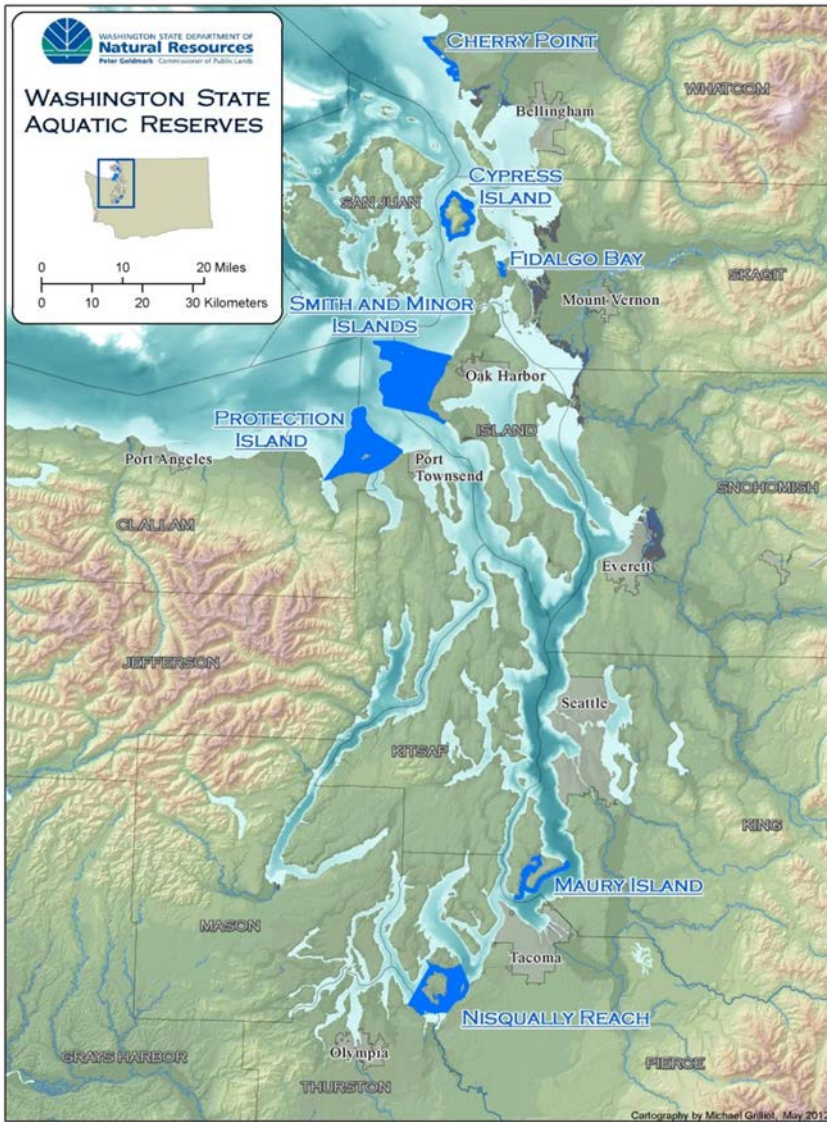 WASHINGTON STATE DEPARTMENT OF
Natural Resources
Peter Goldmark - Commissioner of Public Lands
WASHINGTON STATE
AQUATIC RESERVES
0 10 20 Miles
0 10 20 30 Kilometers
CHERRY POINT
WHATCOM
Bellingham
CYPRESS
ISLAND
SAN JUAN
FIDALGO BAY
SKAGIT
Mount Vernon
SMITH AND MINOR
ISLANDS
Oak Harbor
PROTECTION
ISLAND
ISLAND
Port Angeles
Port
Townsend
SNOHOMISH
CLALLAM
Everett
JEFFERSON
Seattle
KITSAP
KING
MAURY ISLAND
MASON
Tacoma
NISQUALLY REACH
Olympia
GRAYS HARBOR
PIERCE
THURSTON
Cartography by Michael Grilliot, May 2012